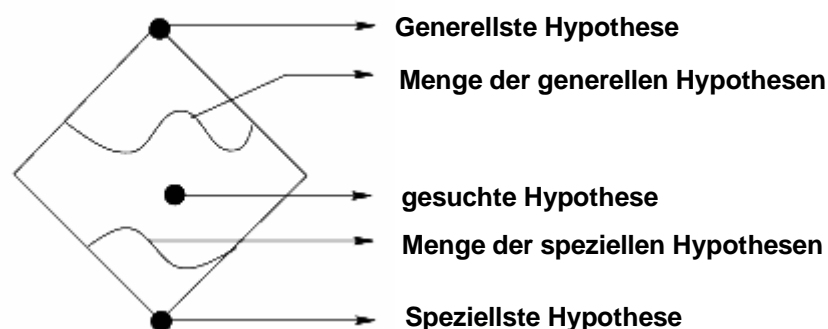 Generellste Hypothese
Menge der generellen Hypothesen
gesuchte Hypothese
Menge der speziellen Hypothesen
Speziellste Hypothese